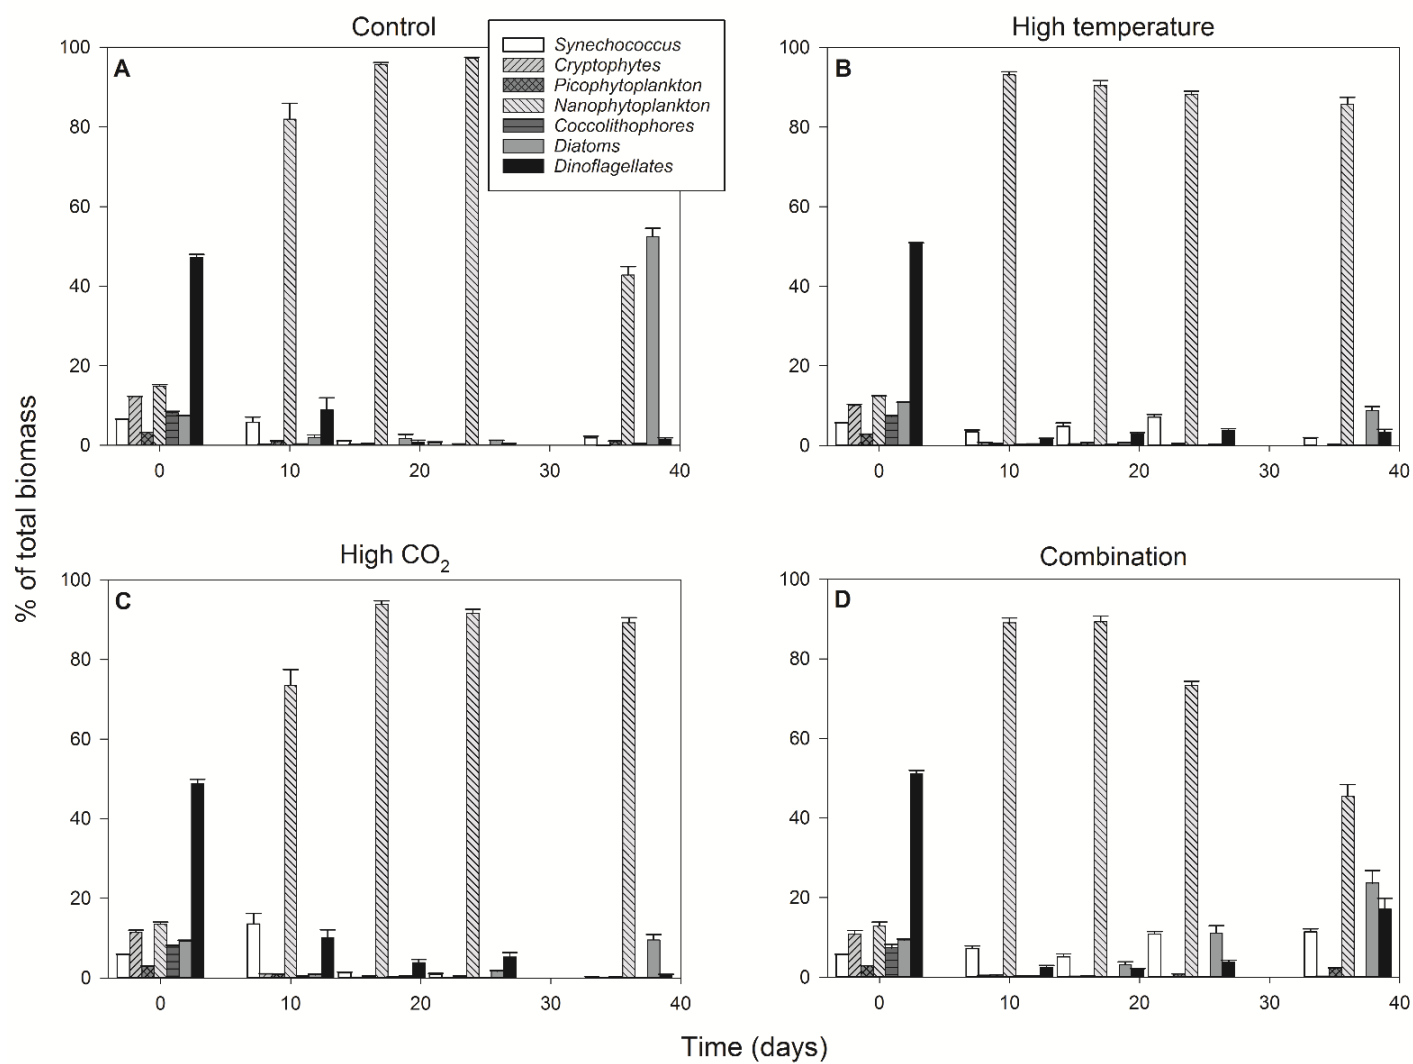 Control
A
Synechococcus
Cryptophytes
Picophytoplankton
Nanophytoplankton
Coccolithophores
Diatoms
Dinoflagellates
100
80
60
40
20
0
0 10 20 30 40
High temperature
B
100
80
60
40
20
0
0 10 20 30 40
% of total biomass
High CO2
C
100
80
60
40
20
0
0 10 20 30 40
Combination
D
100
80
60
40
20
0
0 10 20 30 40
Time (days)